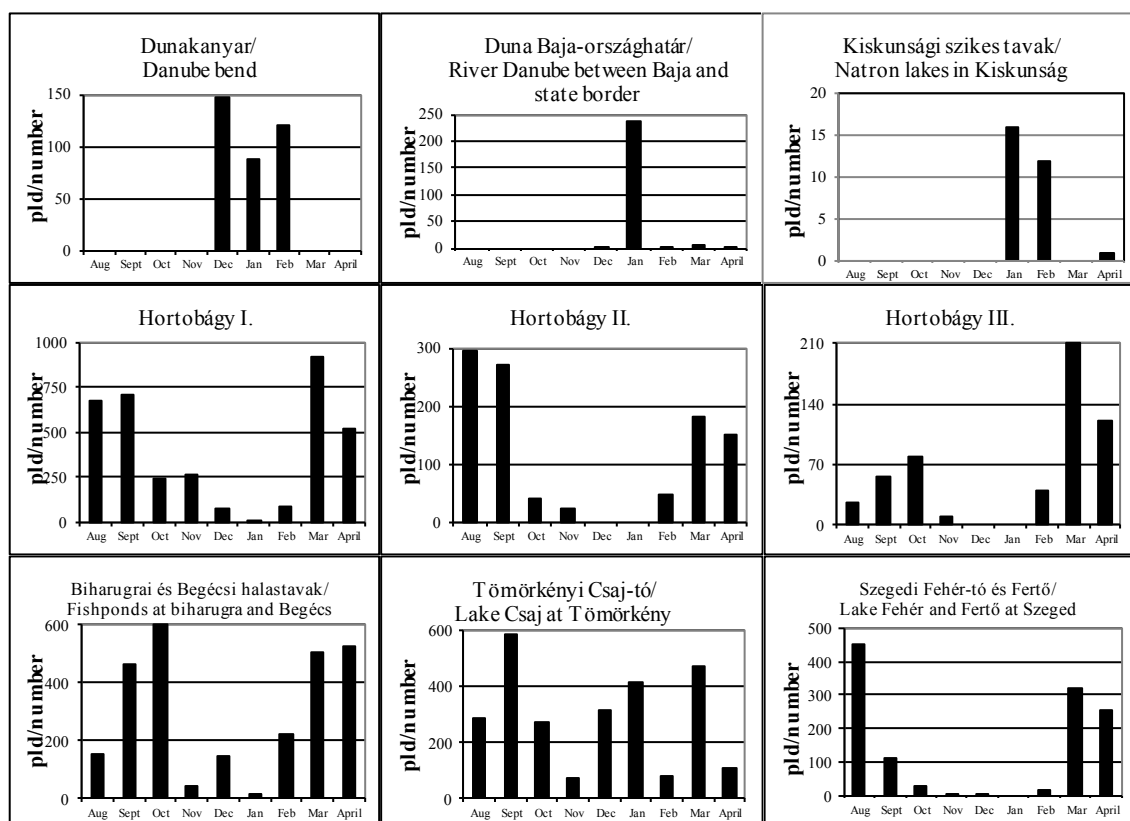 Dunakanyar/
Danube bend
pld/number
150
100
50
0
Aug Sept Oct Nov Dec Jan Feb Mar April
Duna Baja-országhatár/
River Danube between Baja and
state border
pld/number
250
200
150
100
50
0
Aug Sept Oct Nov Dec Jan Feb Mar April
Kiskunsági szikes tavak/
Natron lakes in Kiskunság
pld/number
20
15
10
5
0
Aug Sept Oct Nov Dec Jan Feb Mar April
Hortobágy I.
pld/number
1000
750
500
250
0
Aug Sept Oct Nov Dec Jan Feb Mar April
Hortobágy II.
pld/number
300
200
100
0
Aug Sept Oct Nov Dec Jan Feb Mar April
Hortobágy III.
pld/number
210
140
70
0
Aug Sept Oct Nov Dec Jan Feb Mar April
Biharugrai és Begécsi halastavak/
Fishponds at biharugra and Begécs
pld/number
600
400
200
0
Aug Sept Oct Nov Dec Jan Feb Mar April
Tömörkényi Csaj-tó/
Lake Csaj at Tömörkény
pld/number
600
400
200
0
Aug Sept Oct Nov Dec Jan Feb Mar April
Szegedi Fehér-tó és Fertő/
Lake Fehér and Fertő at Szeged
pld/number
500
400
300
200
100
0
Aug Sept Oct Nov Dec Jan Feb Mar April